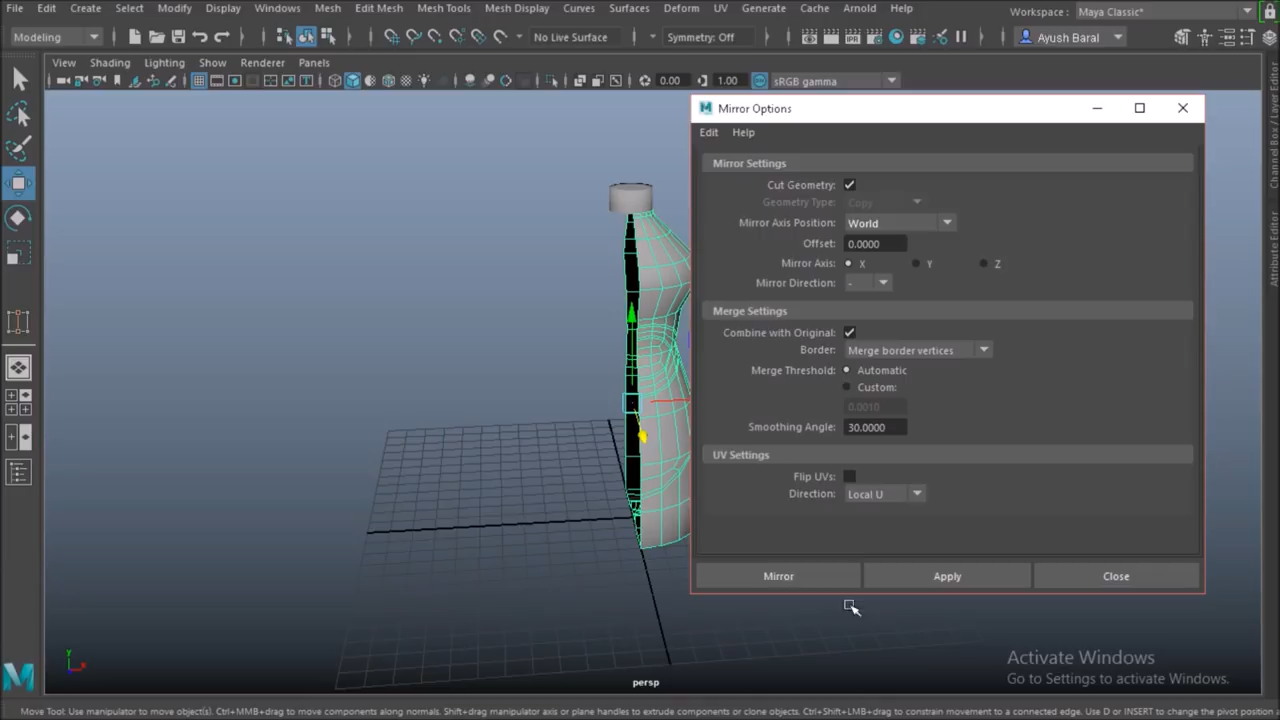 File Edit Create Select Modify Display Windows Mesh Edit Mesh Mesh Tools Mesh Display Curves Surfaces Deform UV Generate Cache Arnold Help
Workspace : Maya Classic*
Modeling No Live Surface Symmetry: Off Ayush Baral
View Shading Lighting Show Renderer Panels
0.00 1.00 sRGB gamma
Mirror Options
Edit Help
Mirror Settings
Cut Geometry:
Geometry Type: Copy
Mirror Axis Position: World
Offset: 0.0000
Mirror Axis: X Y Z
Mirror Direction: -
Merge Settings
Combine with Original:
Border: Merge border vertices
Merge Threshold: Automatic
Custom:
0.0010
Smoothing Angle: 30.0000
UV Settings
Flip UVs:
Direction: Local U
Mirror Apply Close
Channel Box / Layer Editor
Attribute Editor
Activate Windows
Go to Settings to activate Windows.
y
x
persp
Move Tool: Use manipulator to move object(s). Ctrl+MMB+drag to move components along normals. Shift+drag manipulator axis or plane handles to extrude components or clone objects. Ctrl+Shift+LMB+drag to constrain movement to a connected edge. Use D or INSERT to change the pivot position